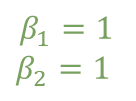 β₁ = 1
β₂ = 1